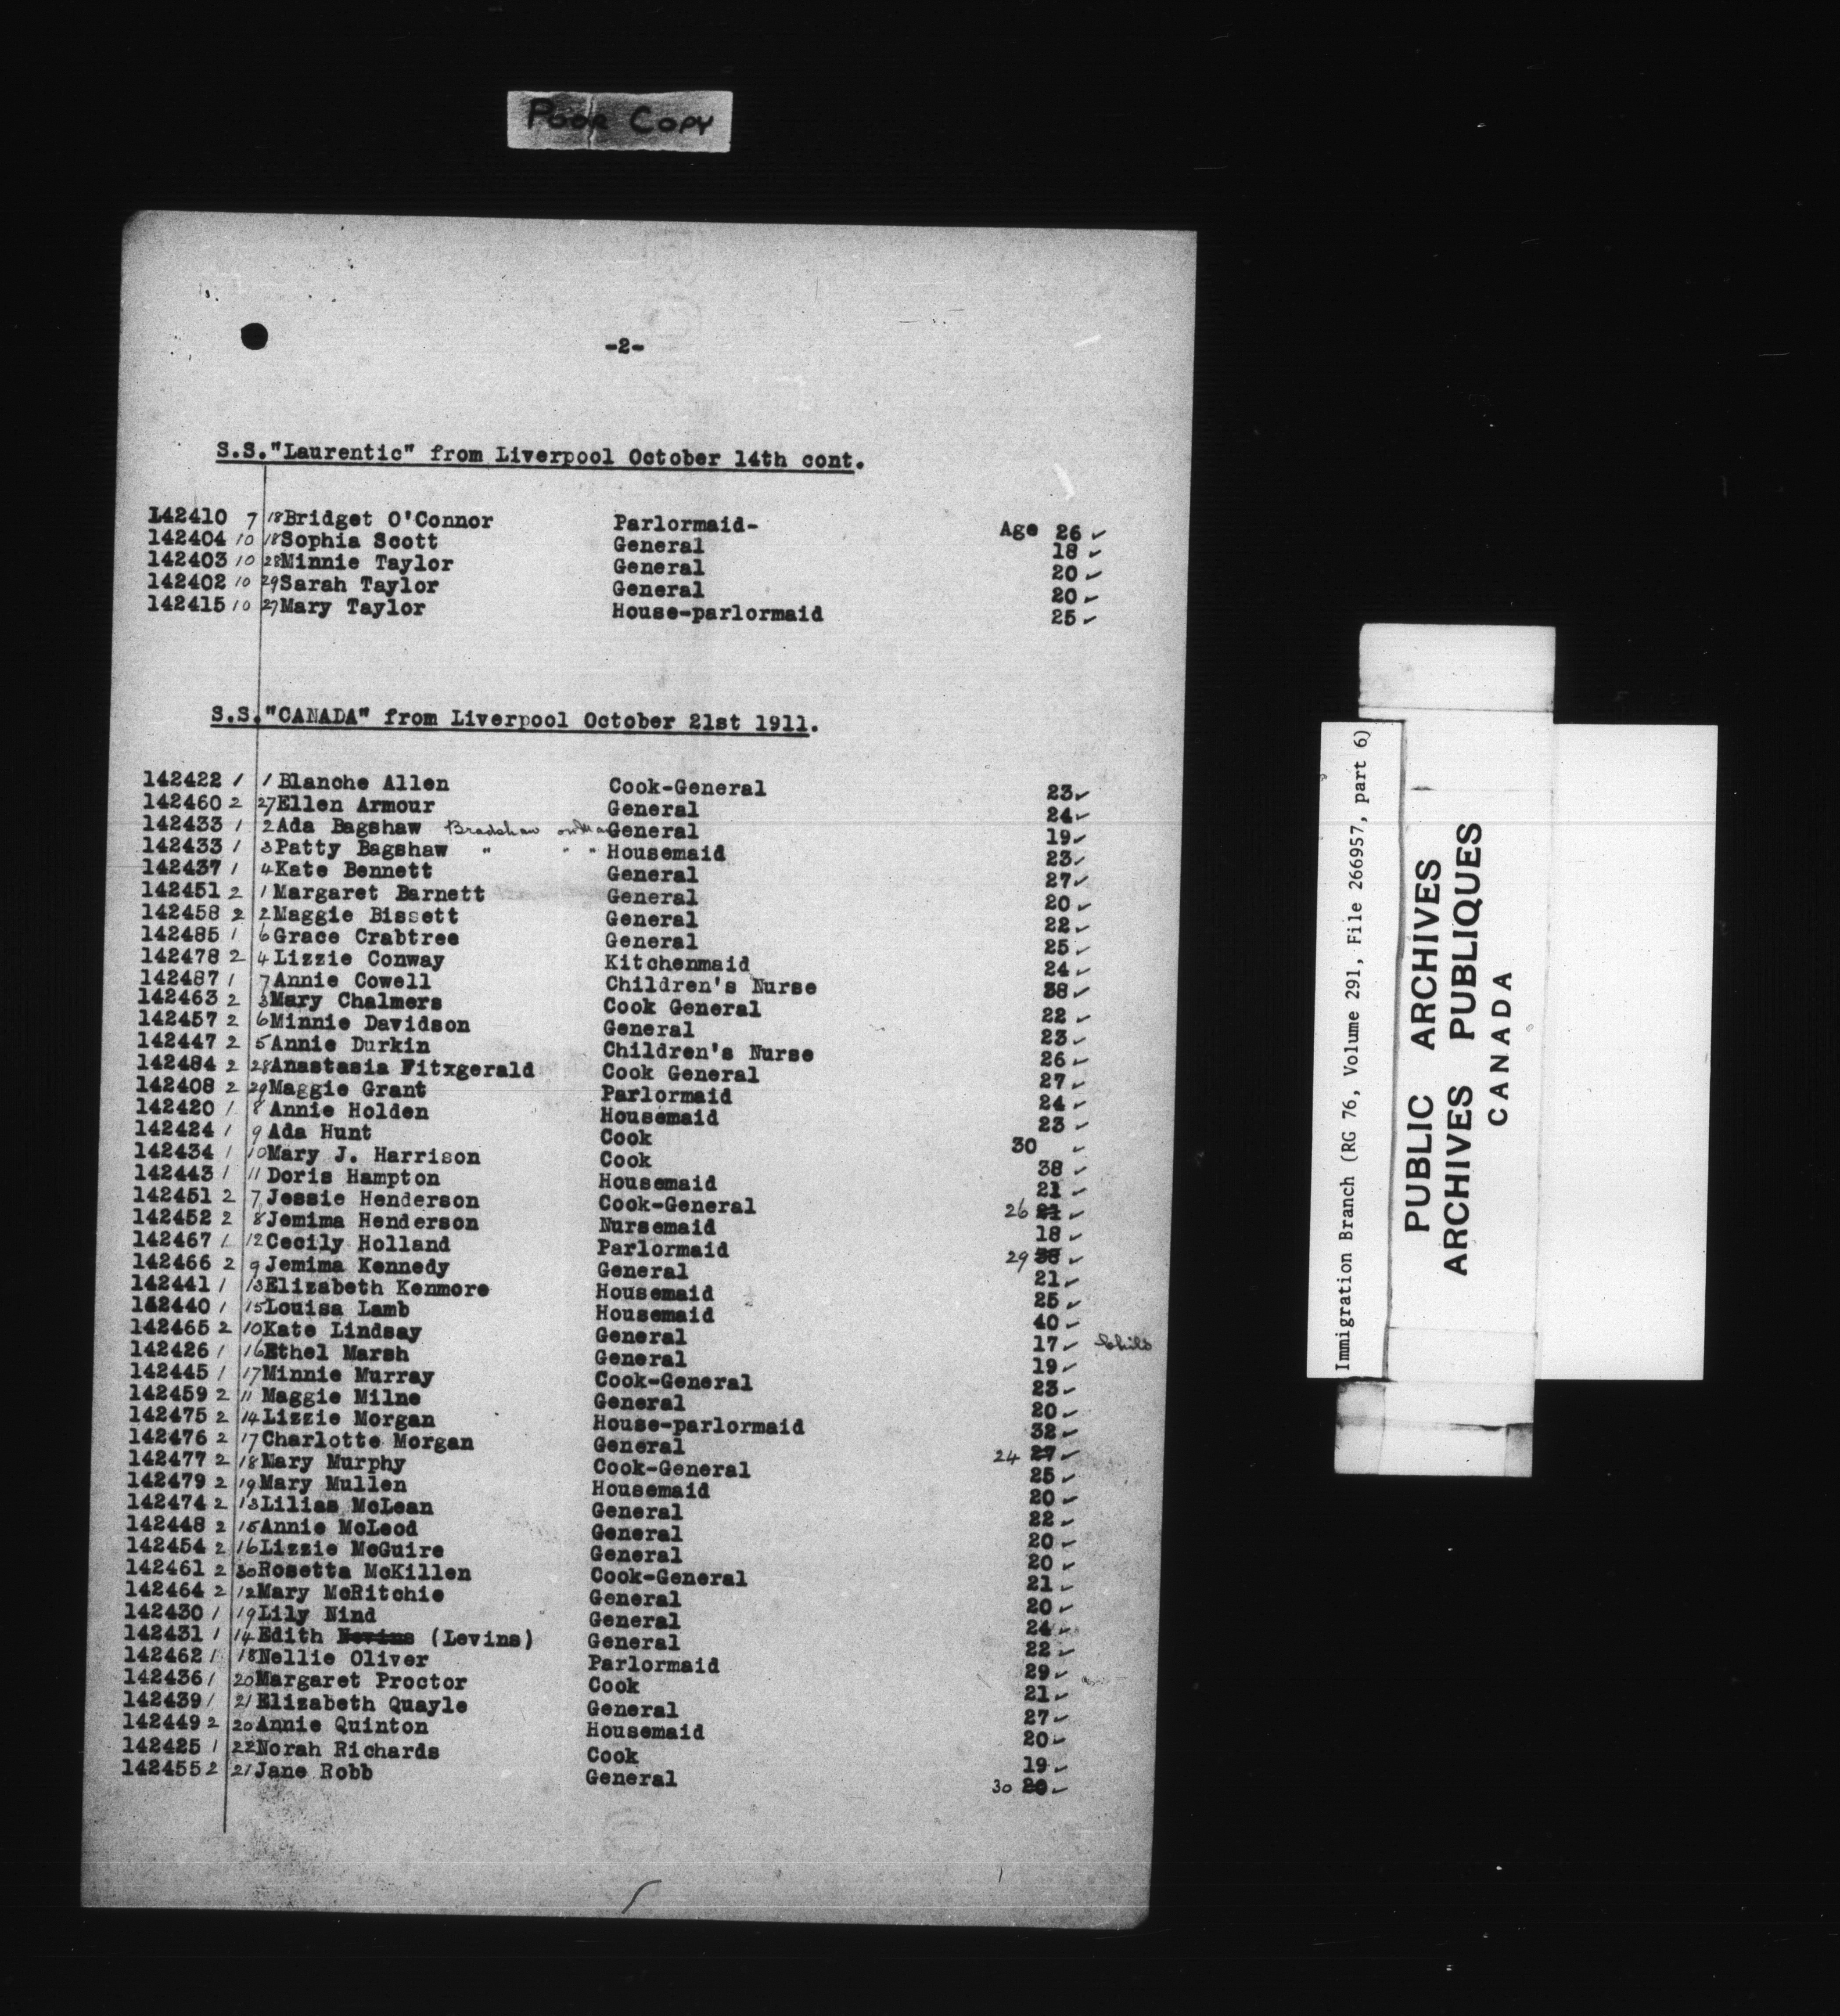 Poor Copy
-2-
S.S."Laurentic" from Liverpool October 14th cont.
142410 7 18 Bridget O'Connor Parlormaid- Age 26 ✓
142404 10 18 Sophia Scott General 18 ✓
142403 10 28 Minnie Taylor General 20 ✓
142402 10 29 Sarah Taylor General 20 ✓
142415 10 27 Mary Taylor House-parlormaid 25 ✓
S.S."CANADA" from Liverpool October 21st 1911.
142422 1 1 Blanche Allen Cook-General 23 ✓
142460 2 27 Ellen Armour General 24 ✓
142433 1 2 Ada Bagshaw Bradshaw on General 19 ✓
142433 1 3 Patty Bagshaw " " " Housemaid 23 ✓
142437 1 4 Kate Bennett General 27 ✓
142451 2 1 Margaret Barnett General 20 ✓
142458 2 2 Maggie Bissett General 22 ✓
142485 1 6 Grace Crabtree General 25 ✓
142478 2 4 Lizzie Conway Kitchenmaid 24 ✓
142487 1 7 Annie Cowell Children's Nurse 38 ✓
142463 2 3 Mary Chalmers Cook General 22 ✓
142457 2 6 Minnie Davidson General 23 ✓
142447 2 5 Annie Durkin Children's Nurse 26 ✓
142484 2 28 Anastasia Fitxgerald Cook General 27 ✓
142408 2 29 Maggie Grant Parlormaid 24 ✓
142420 1 8 Annie Holden Housemaid 23 ✓
142424 1 9 Ada Hunt Cook 30 ✓
142434 1 10 Mary J. Harrison Cook 38 ✓
142443 1 11 Doris Hampton Housemaid 21 ✓
142451 2 7 Jessie Henderson Cook-General 26 21 ✓
142452 2 8 Jemima Henderson Nursemaid 18
142467 1 12 Cecily Holland Parlormaid 29 38 ✓
142466 2 9 Jemima Kennedy General 21 ✓
142441 1 13 Elizabeth Kenmore Housemaid 25 ✓
142440 1 15 Louisa Lamb Housemaid 40 ✓
142465 2 10 Kate Lindsay General 17 ✓ Child
142426 1 16 Ethel Marsh General 19 ✓
142445 1 17 Minnie Murray Cook-General 23 ✓
142459 2 11 Maggie Milne General 20 ✓
142475 2 14 Lizzie Morgan House-parlormaid 32 ✓
142476 2 17 Charlotte Morgan General 24 27 ✓
142477 2 18 Mary Murphy Cook-General 25 ✓
142479 2 19 Mary Mullen Housemaid 20 ✓
142474 2 13 Lilias McLean General 22 ✓
142448 2 15 Annie McLeod General 20 ✓
142454 2 16 Lizzie McGuire General 20 ✓
142461 2 30 Rosetta McKillen Cook-General 21 ✓
142464 2 12 Mary McRitchie General 20 ✓
142430 1 19 Lily Nind General 24 ✓
142431 1 14 Edith Nevins (Levins) General 22 ✓
142462 1 18 Nellie Oliver Parlormaid 29 ✓
142436 1 20 Margaret Proctor Cook 21 ✓
142439 1 21 Elizabeth Quayle General 27 ✓
142449 2 20 Annie Quinton Housemaid 20 ✓
142425 1 22 Norah Richards Cook 19 ✓
142455 2 21 Jane Robb General 30 20 ✓
Immigration Branch (RG 76, Volume 291, File 266957, part 6)
PUBLIC ARCHIVES
ARCHIVES PUBLIQUES
CANADA